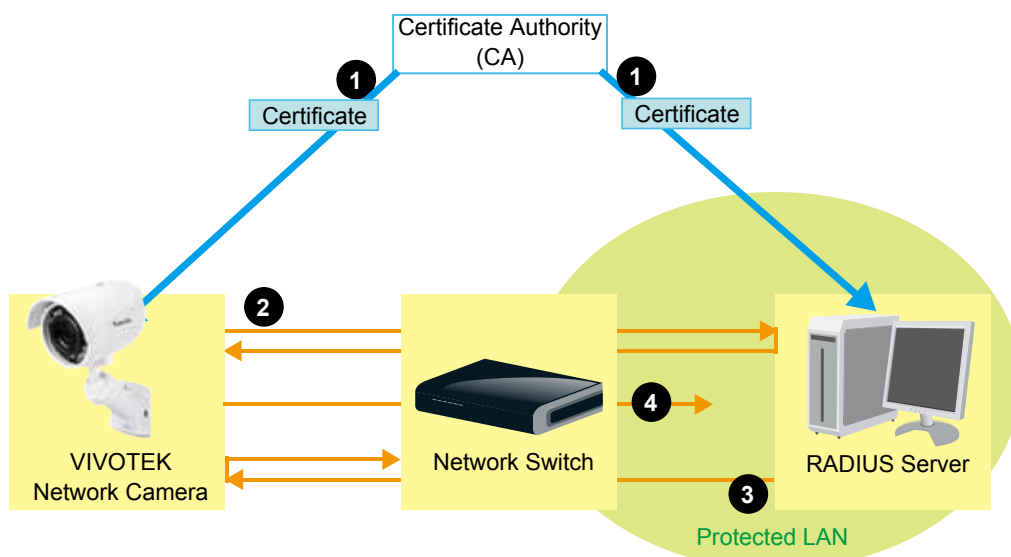 Certificate Authority
(CA)
1
1
Certificate
Certificate
2
4
VIVOTEK
Network Camera
Network Switch
RADIUS Server
3
Protected LAN